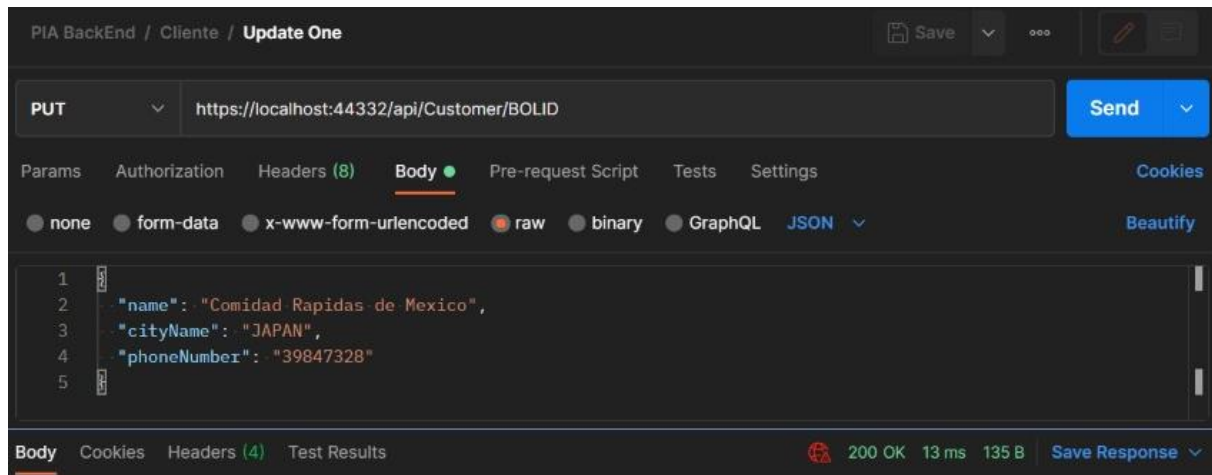 PIA BackEnd / Cliente / Update One
Save
PUT https://localhost:44332/api/Customer/BOLID Send
Params Authorization Headers (8) Body Pre-request Script Tests Settings Cookies
none form-data x-www-form-urlencoded raw binary GraphQL JSON Beautify
1 {
2 "name": "Comidad Rapidas de Mexico",
3 "cityName": "JAPAN",
4 "phoneNumber": "39847328"
5 }
Body Cookies Headers (4) Test Results 200 OK 13 ms 135 B Save Response